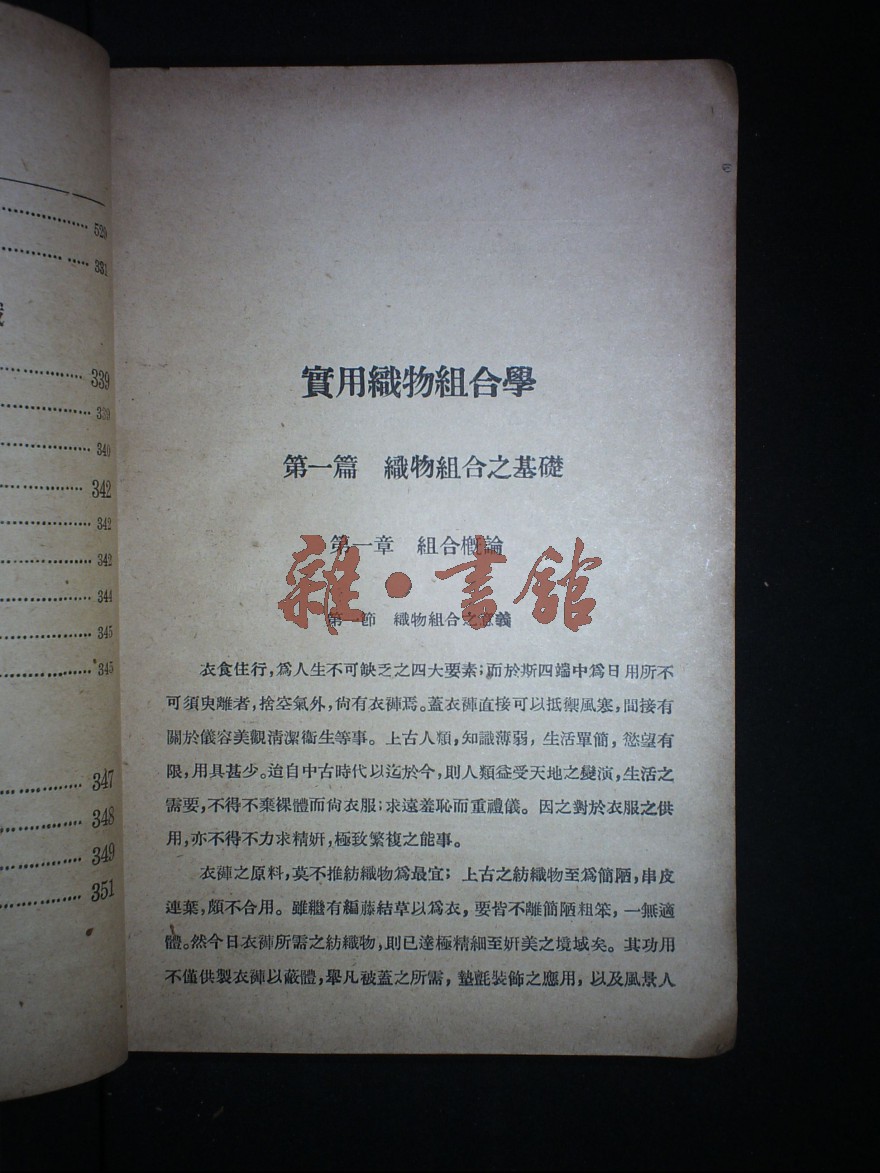 529
331
339
339
340
342
342
342
344
345
345
347
348
349
351
實用織物組合學
第一篇 織物組合之基礎
第一章 組合概論
雜·書館
第一節 織物組合之意義
衣食住行，為人生不可缺乏之四大要素；而於斯四端中為日用所不
可須臾離者，捨空氣外，尙有衣褲焉。蓋衣褲直接可以抵禦風寒，間接有
關於儀容美觀清潔衞生等事。上古人類，知識薄弱，生活單簡，慾望有
限，用具甚少。迨自中古時代以迄於今，則人類益受天地之變演，生活之
需要，不得不棄裸體而尙衣服；求遠羞恥而重禮儀。因之對於衣服之供
用，亦不得不力求精姸，極致繁複之能事。
衣褲之原料，莫不推紡織物為最宜；上古之紡織物至為簡陋，串皮
連葉，頗不合用。雖繼有編藤結草以為衣，要皆不離簡陋粗笨，一無適
體。然今日衣褲所需之紡織物，則已達極精細至姸美之境域矣。其功用
不僅供製衣褲以蔽體，舉凡被蓋之所需，墊氈裝飾之應用，以及風景人